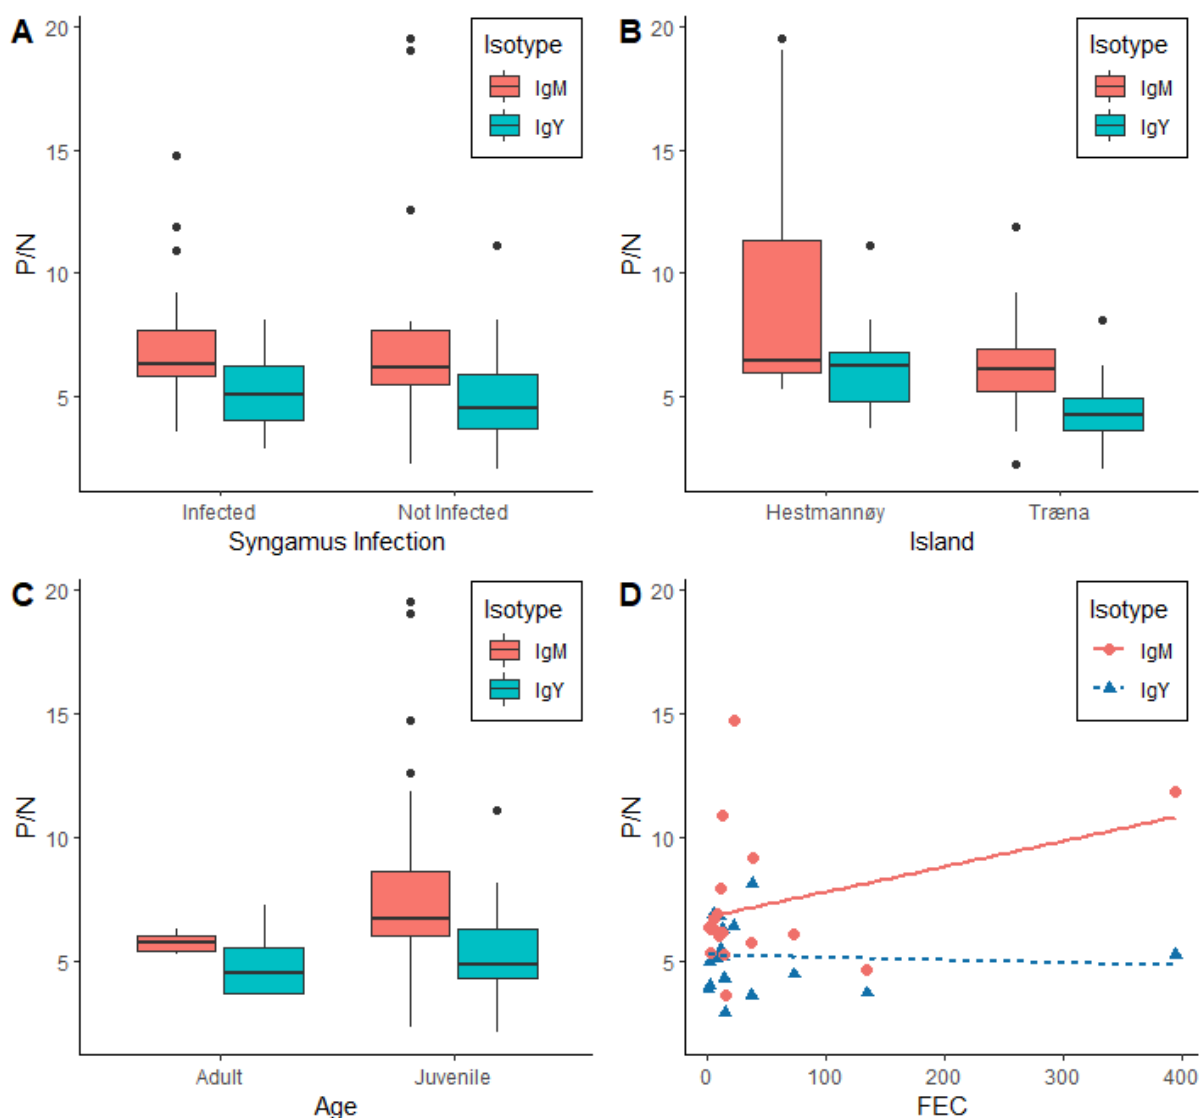 A
20
15
10
5
P/N
Isotype
IgM
IgY
Infected
Not Infected
Syngamus Infection
B
20
15
10
5
P/N
Isotype
IgM
IgY
Hestmannøy
Træna
Island
C
20
15
10
5
P/N
Isotype
IgM
IgY
Adult
Juvenile
Age
D
20
15
10
5
P/N
Isotype
IgM
IgY
0
100
200
300
400
FEC